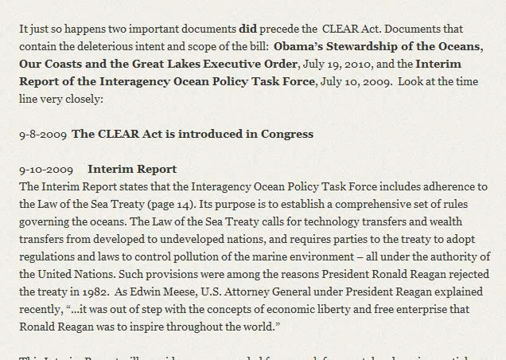 It just so happens two important documents did precede the CLEAR Act. Documents that
contain the deleterious intent and scope of the bill: Obama's Stewardship of the Oceans,
Our Coasts and the Great Lakes Executive Order, July 19, 2010, and the Interim
Report of the Interagency Ocean Policy Task Force, July 10, 2009. Look at the time
line very closely:
9-8-2009 The CLEAR Act is introduced in Congress
9-10-2009 Interim Report
The Interim Report states that the Interagency Ocean Policy Task Force includes adherence to
the Law of the Sea Treaty (page 14). Its purpose is to establish a comprehensive set of rules
governing the oceans. The Law of the Sea Treaty calls for technology transfers and wealth
transfers from developed to undeveloped nations, and requires parties to the treaty to adopt
regulations and laws to control pollution of the marine environment – all under the authority of
the United Nations. Such provisions were among the reasons President Ronald Reagan rejected
the treaty in 1982. As Edwin Meese, U.S. Attorney General under President Reagan explained
recently, "...it was out of step with the concepts of economic liberty and free enterprise that
Ronald Reagan was to inspire throughout the world."